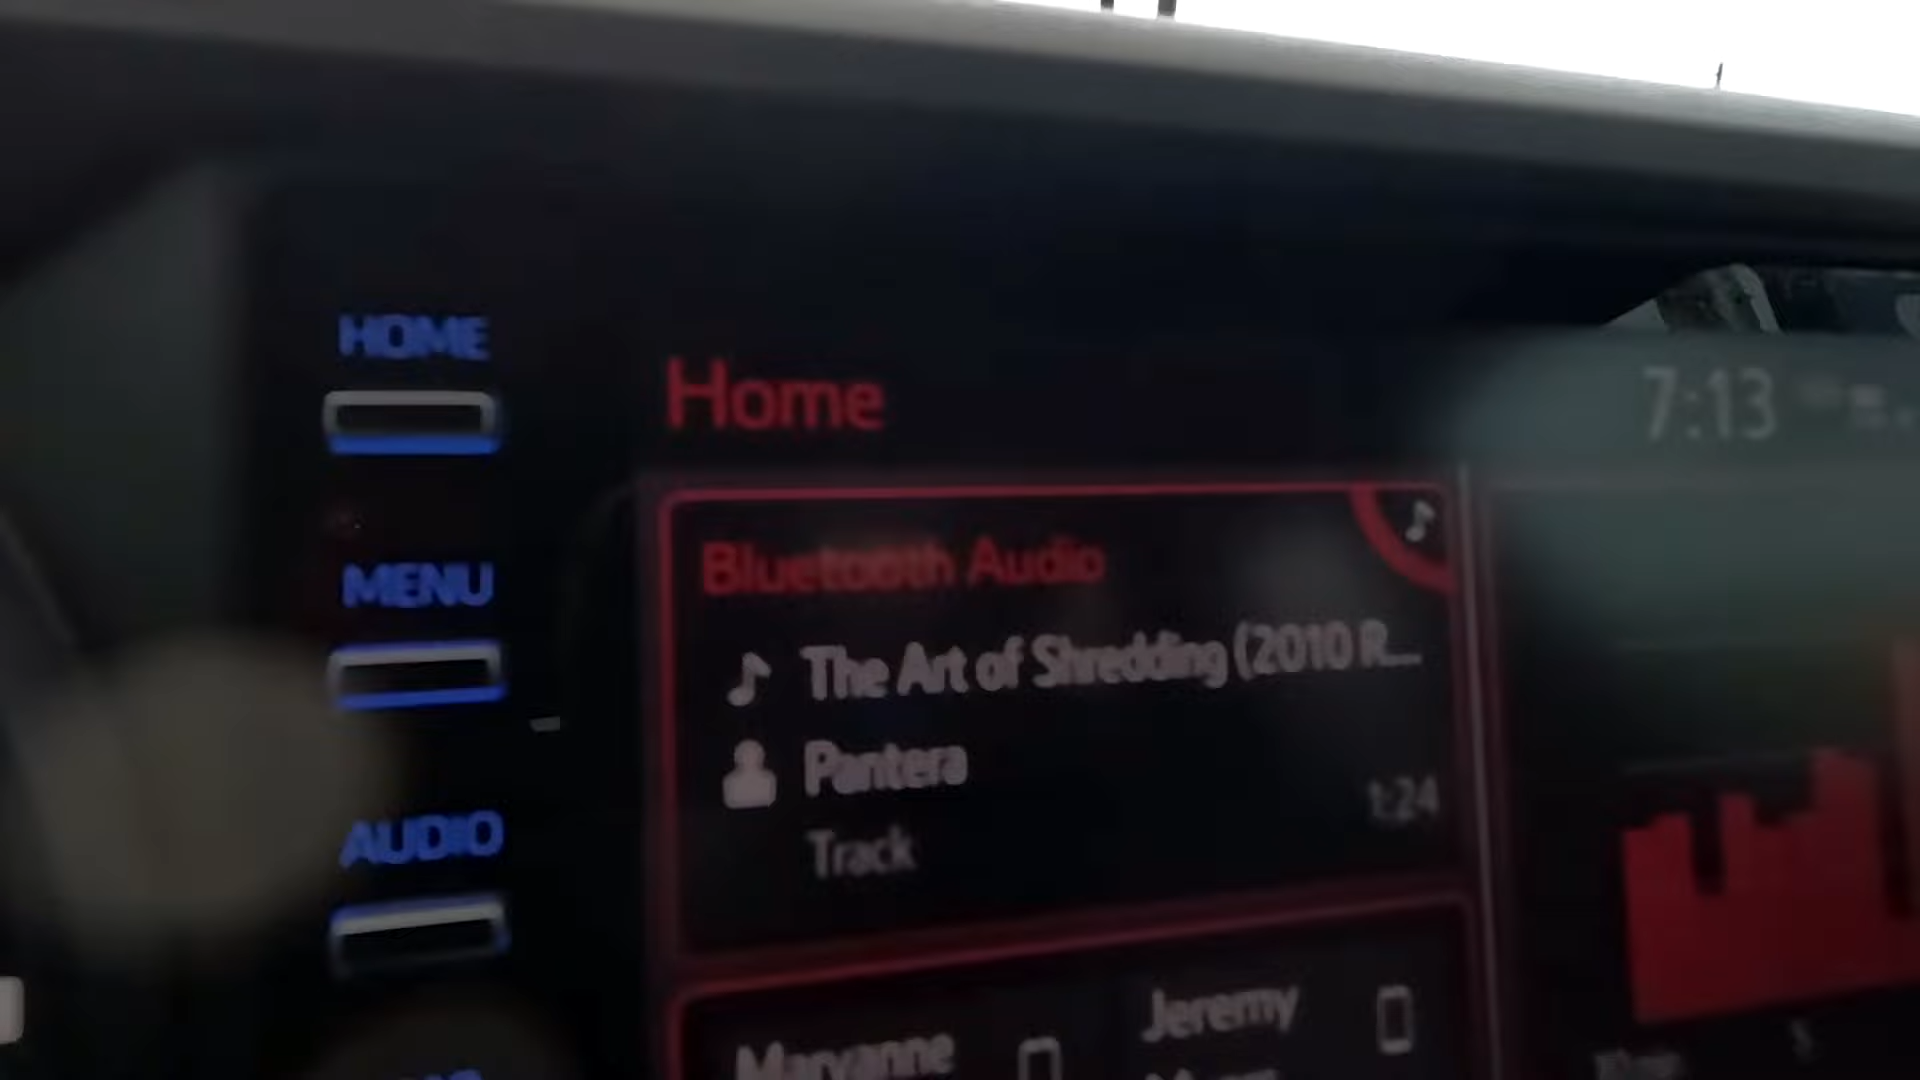 HOME
Home
7:13
MENU
Bluetooth Audio
The Art of Shredding (2010 R...
Pantera
1:24
AUDIO
Track
Jeremy
Maryanne